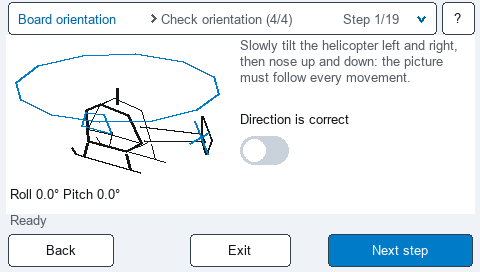 Board orientation > Check orientation (4/4) Step 1/19 ?
Slowly tilt the helicopter left and right,
then nose up and down: the picture
must follow every movement.
Direction is correct
Roll 0.0° Pitch 0.0°
Ready
Back Exit Next step